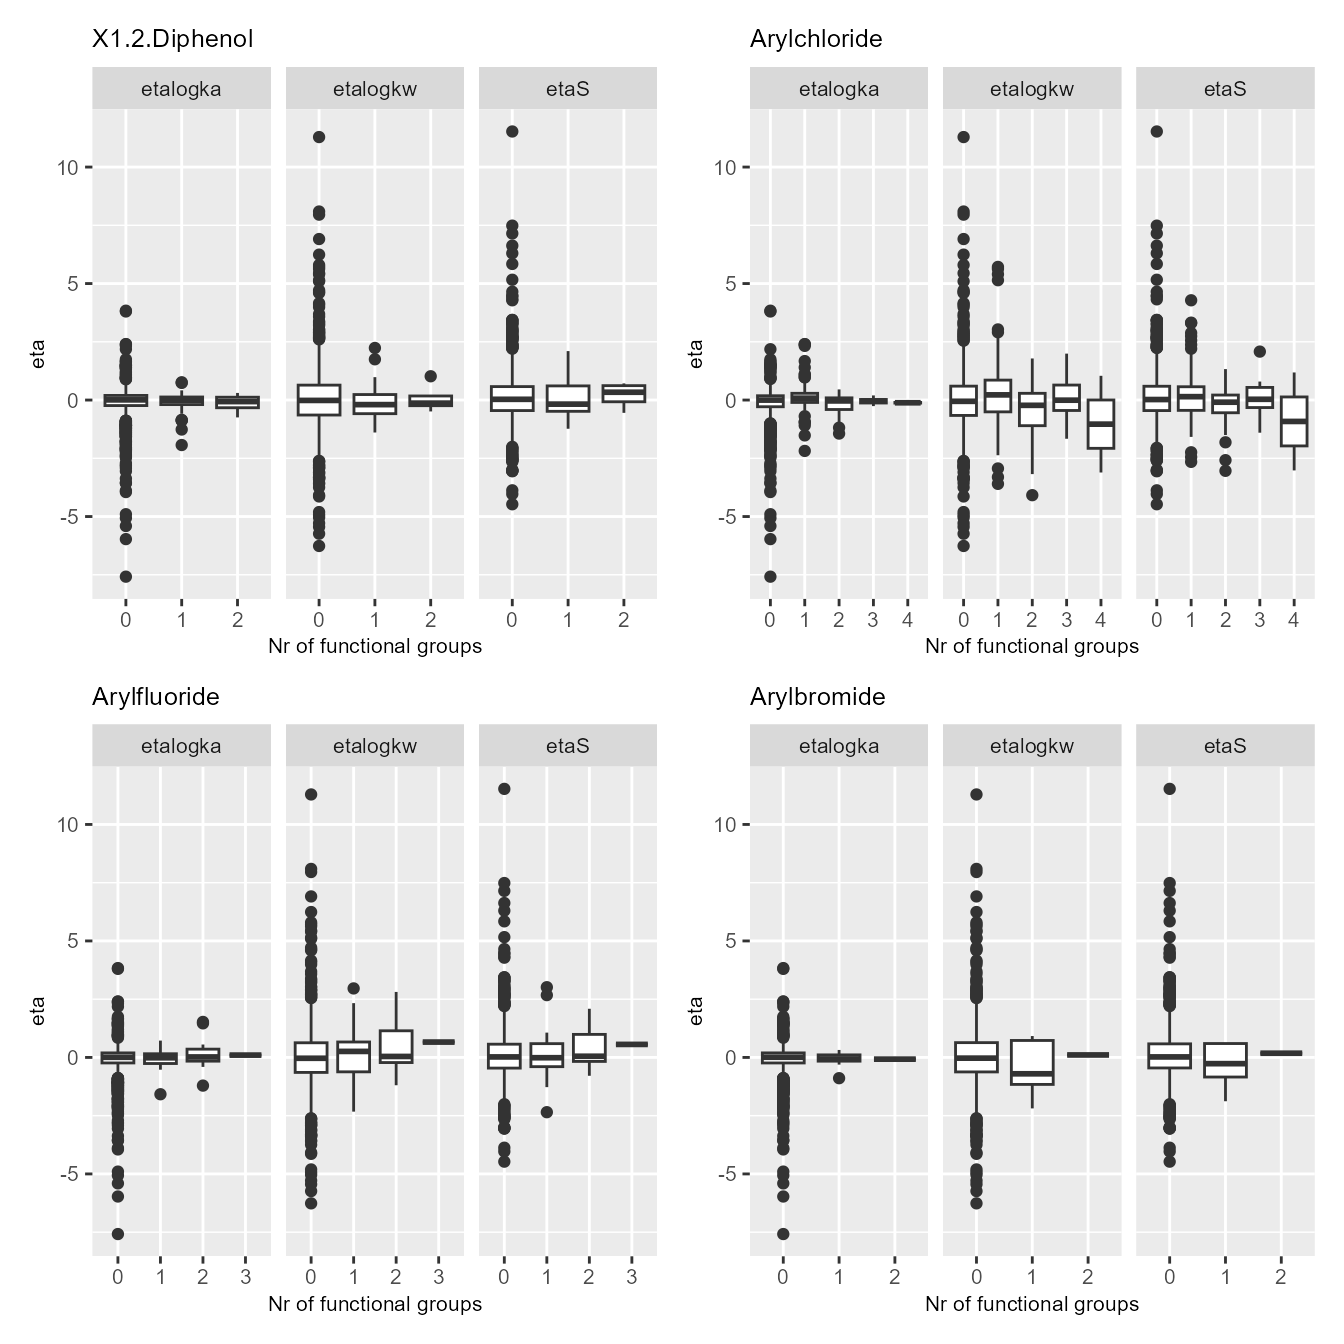 X1.2.Diphenol
etalogka etalogkw etaS
10
5
0
-5
eta
0 1 2 0 1 2 0 1 2
Nr of functional groups
Arylchloride
etalogka etalogkw etaS
10
5
0
-5
eta
0 1 2 3 4 0 1 2 3 4 0 1 2 3 4
Nr of functional groups
Arylfluoride
etalogka etalogkw etaS
10
5
0
-5
eta
0 1 2 3 0 1 2 3 0 1 2 3
Nr of functional groups
Arylbromide
etalogka etalogkw etaS
10
5
0
-5
eta
0 1 2 0 1 2 0 1 2
Nr of functional groups